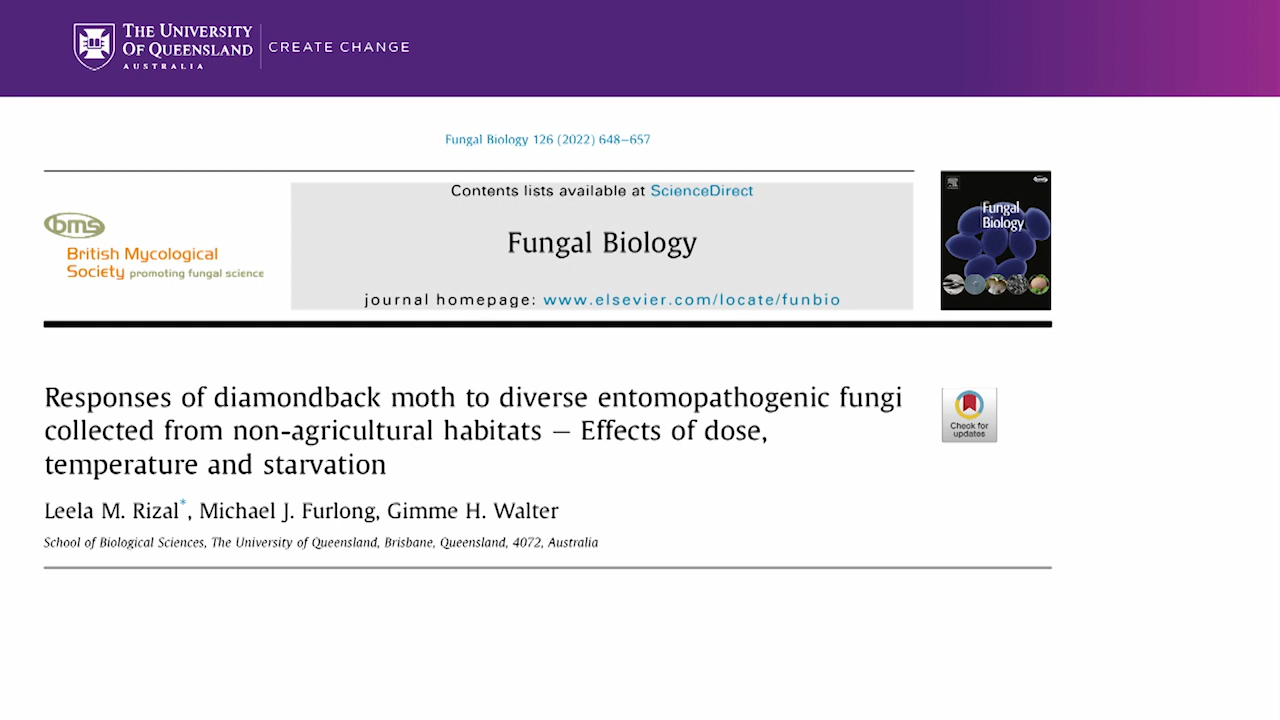 THE UNIVERSITY
OF QUEENSLAND
AUSTRALIA
CREATE CHANGE
Fungal Biology 126 (2022) 648–657
Contents lists available at ScienceDirect
Fungal Biology
journal homepage: www.elsevier.com/locate/funbio
bms
British Mycological
Society promoting fungal science
Fungal
Biology
Responses of diamondback moth to diverse entomopathogenic fungi
collected from non-agricultural habitats – Effects of dose,
temperature and starvation
Check for
updates
Leela M. Rizal*, Michael J. Furlong, Gimme H. Walter
School of Biological Sciences, The University of Queensland, Brisbane, Queensland, 4072, Australia